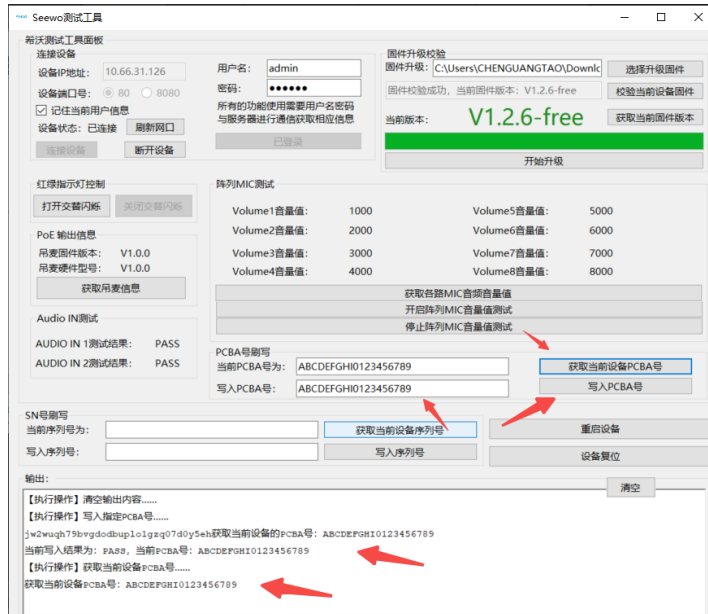 Seewo测试工具
希沃测试工具面板
连接设备
设备IP地址: 10.66.31.126
设备端口号: 80 8080
记住当前用户信息
设备状态: 已连接 刷新网口
连接设备 断开设备
用户名: admin
密码: ●●●●●●
所有的功能使用需要用户名密码
与服务器进行通信获取相应信息
已登录
固件升级校验
固件升级: C:\Users\CHENGUANGTAO\Downlc 选择升级固件
固件校验成功，当前固件版本: V1.2.6-free 校验当前设备固件
当前版本: V1.2.6-free 获取当前固件版本
开始升级
红绿指示灯控制
打开交替闪烁 关闭交替闪烁
PoE 输出信息
吊麦固件版本: V1.0.0
吊麦硬件型号: V1.0.0
获取吊麦信息
Audio IN测试
AUDIO IN 1测试结果: PASS
AUDIO IN 2测试结果: PASS
阵列MIC测试
Volume1音量值: 1000 Volume5音量值: 5000
Volume2音量值: 2000 Volume6音量值: 6000
Volume3音量值: 3000 Volume7音量值: 7000
Volume4音量值: 4000 Volume8音量值: 8000
获取各路MIC音频音量值
开启阵列MIC音量值测试
停止阵列MIC音量值测试
PCBA号刷写
当前PCBA号为: ABCDEFGHI0123456789 获取当前设备PCBA号
写入PCBA号: ABCDEFGHI0123456789 写入PCBA号
SN号刷写
当前序列号为: 获取当前设备序列号 重启设备
写入序列号: 写入序列号 设备复位
输出:
清空
【执行操作】清空输出内容......
【执行操作】写入指定PCBA号......
jw2wuqh79bvgdodbuplolgzq07d0y5eh获取当前设备的PCBA号: ABCDEFGHI0123456789
当前写入结果为: PASS, 当前PCBA号: ABCDEFGHI0123456789
【执行操作】获取当前设备PCBA号......
获取当前设备PCBA号: ABCDEFGHI0123456789